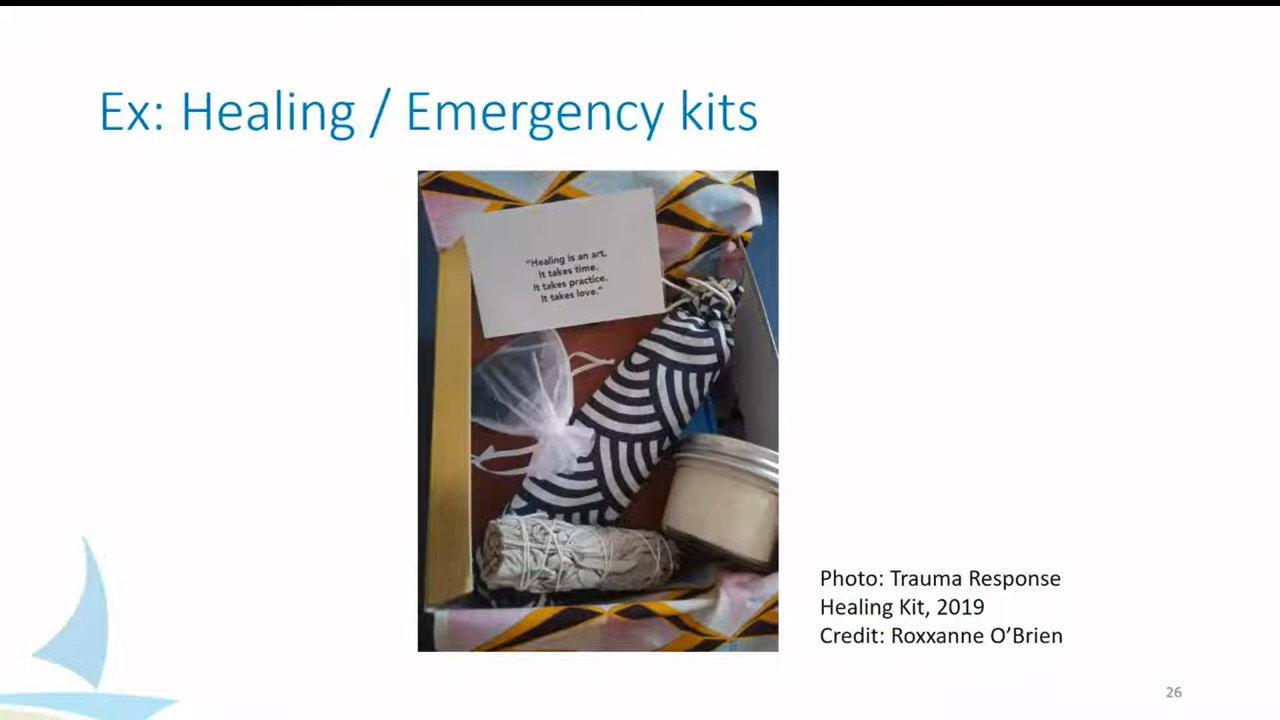 Ex: Healing / Emergency kits
“Healing is an art.
It takes time.
It takes practice.
It takes love.”
Photo: Trauma Response
Healing Kit, 2019
Credit: Roxxanne O’Brien
26